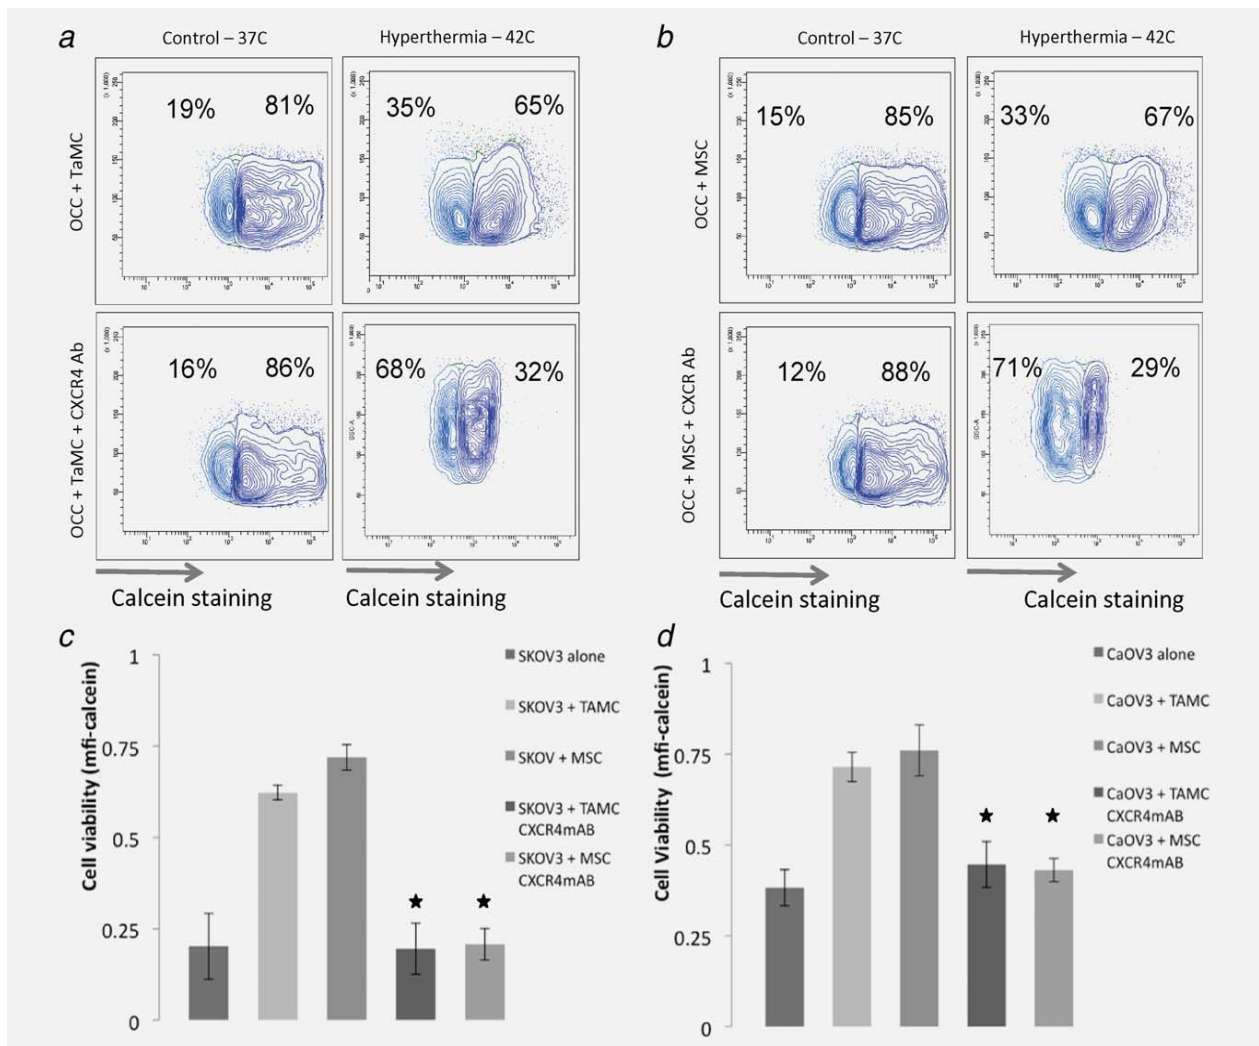 a
Control – 37C
Hyperthermia – 42C
OCC + TaMC
19%
81%
35%
65%
OCC + TaMC + CXCR4 Ab
16%
86%
68%
32%
Calcein staining
Calcein staining
b
Control – 37C
Hyperthermia – 42C
OCC + MSC
15%
85%
33%
67%
OCC + MSC + CXCR Ab
12%
88%
71%
29%
Calcein staining
Calcein staining
c
Cell viability (mfi-calcein)
1
0.75
0.5
0.25
0
SKOV3 alone
SKOV3 + TAMC
SKOV + MSC
SKOV3 + TAMC
CXCR4mAB
SKOV3 + MSC
CXCR4mAB
d
Cell Viability (mfi-calcein)
1
0.75
0.5
0.25
0
CaOV3 alone
CaOV3 + TAMC
CaOV3 + MSC
CaOV3 + TAMC
CXCR4mAB
CaOV3 + MSC
CXCR4mAB